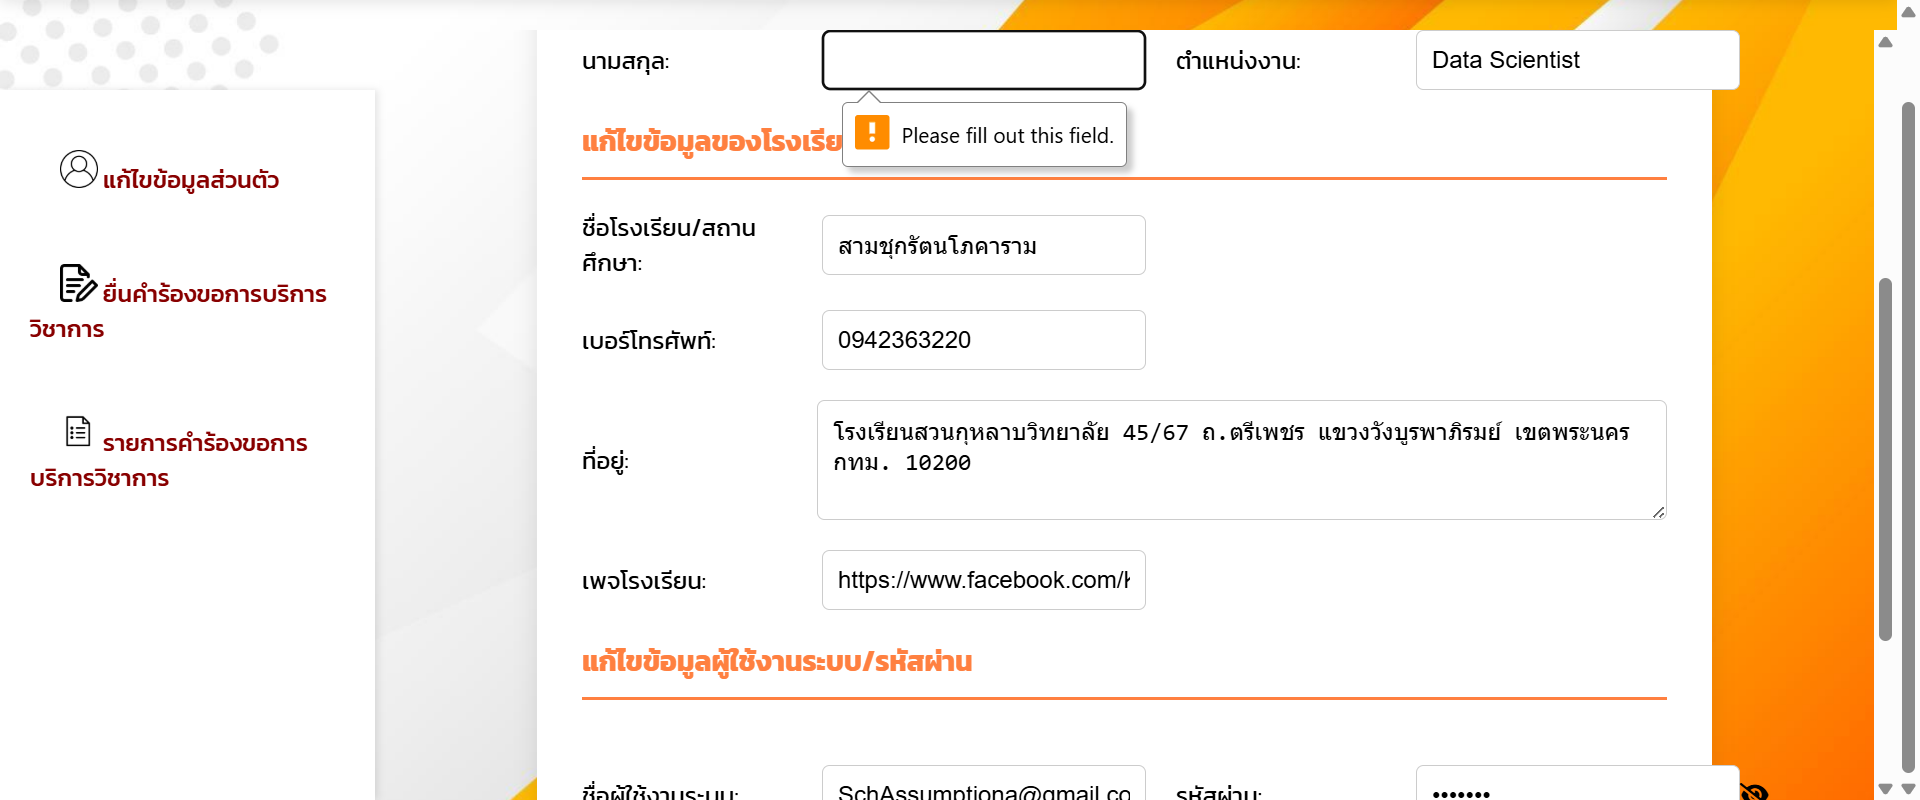 นามสกุล:
ตำแหน่งงาน:
Data Scientist
Please fill out this field.
แก้ไขข้อมูลของโรงเรีย
แก้ไขข้อมูลส่วนตัว
ยื่นคำร้องขอการบริการ
วิชาการ
รายการคำร้องขอการ
บริการวิชาการ
ชื่อโรงเรียน/สถาน
ศึกษา:
สามชุกรัตนโภคาราม
เบอร์โทรศัพท์:
0942363220
ที่อยู่:
โรงเรียนสวนกุหลาบวิทยาลัย 45/67 ถ.ตรีเพชร แขวงวังบูรพาภิรมย์ เขตพระนคร
กทม. 10200
เพจโรงเรียน:
https://www.facebook.com/
แก้ไขข้อมูลผู้ใช้งานระบบ/รหัสผ่าน
ชื่อผู้ใช้งานระบบ:
SchAssumptiona@gmail.co
รหัสผ่าน:
•••••••